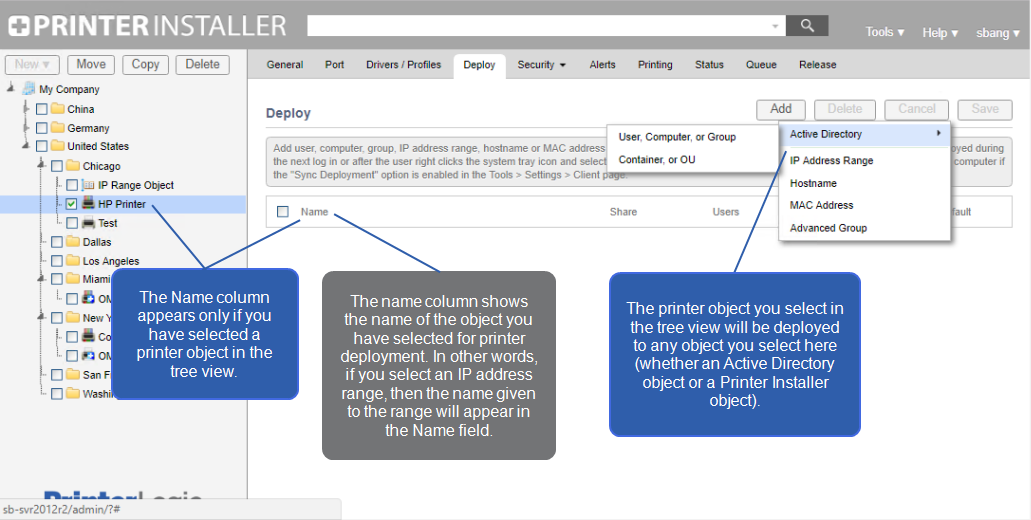 PRINTER INSTALLER
Tools ▾ Help ▾ sbang ▾
New ▾ Move Copy Delete
General Port Drivers / Profiles Deploy Security ▾ Alerts Printing Status Queue Release
My Company
China
Germany
United States
Chicago
IP Range Object
HP Printer
Test
Dallas
Los Angeles
Miami
OM
New Y
Co
OM
San F
Washi
Deploy
Add Delete Cancel Save
Add user, computer, group, IP address range, hostname or MAC address
the next log in or after the user right clicks the system tray icon and select
the "Sync Deployment" option is enabled in the Tools > Settings > Client page.
oyed during
computer if
User, Computer, or Group
Container, or OU
Active Directory
IP Address Range
Hostname
MAC Address
Advanced Group
Name Share Users fault
The Name column
appears only if you
have selected a
printer object in the
tree view.
The name column shows
the name of the object you
have selected for printer
deployment. In other words,
if you select an IP address
range, then the name given
to the range will appear in
the Name field.
The printer object you select in
the tree view will be deployed
to any object you select here
(whether an Active Directory
object or a Printer Installer
object).
PrinterLogic
sb-svr2012r2/admin/?#